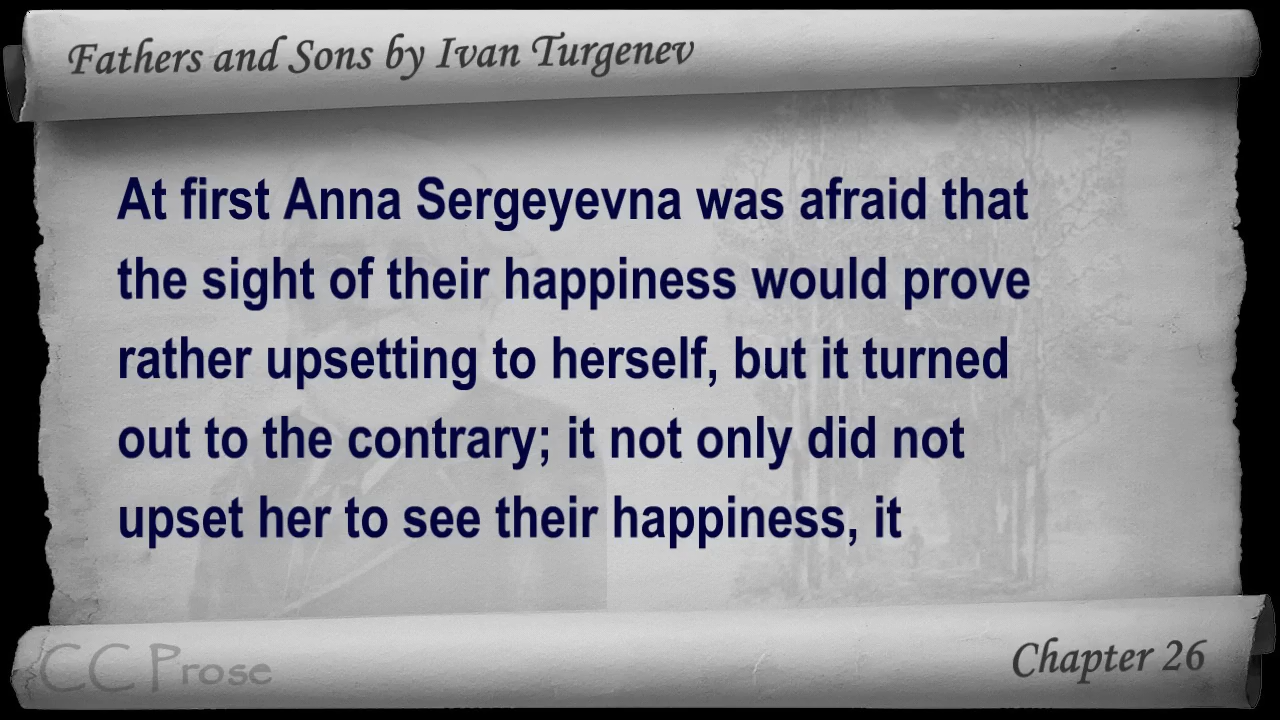 Fathers and Sons by Ivan Turgenev
At first Anna Sergeyevna was afraid that
the sight of their happiness would prove
rather upsetting to herself, but it turned
out to the contrary; it not only did not
upset her to see their happiness, it
CC Prose
Chapter 26